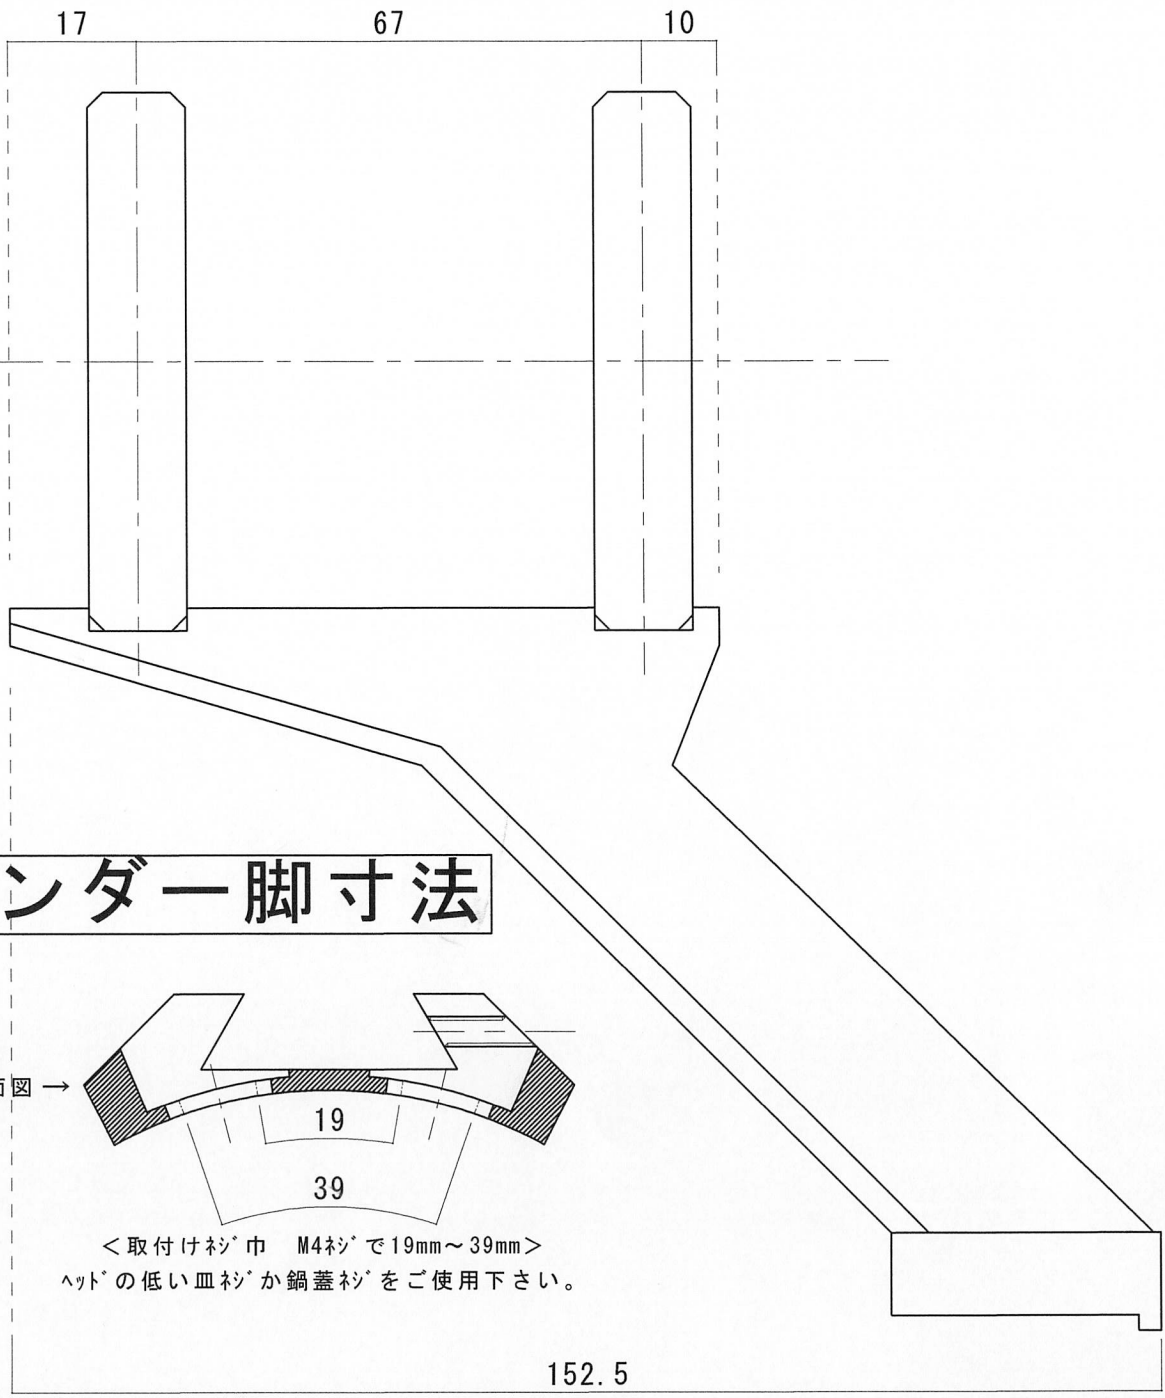 17 67 10
ンダー脚寸法
図→
19
39
<取付けネジ巾 M4ネジで19mm～39mm>
ヘッドの低い皿ネジか鍋蓋ネジをご使用下さい。
152.5